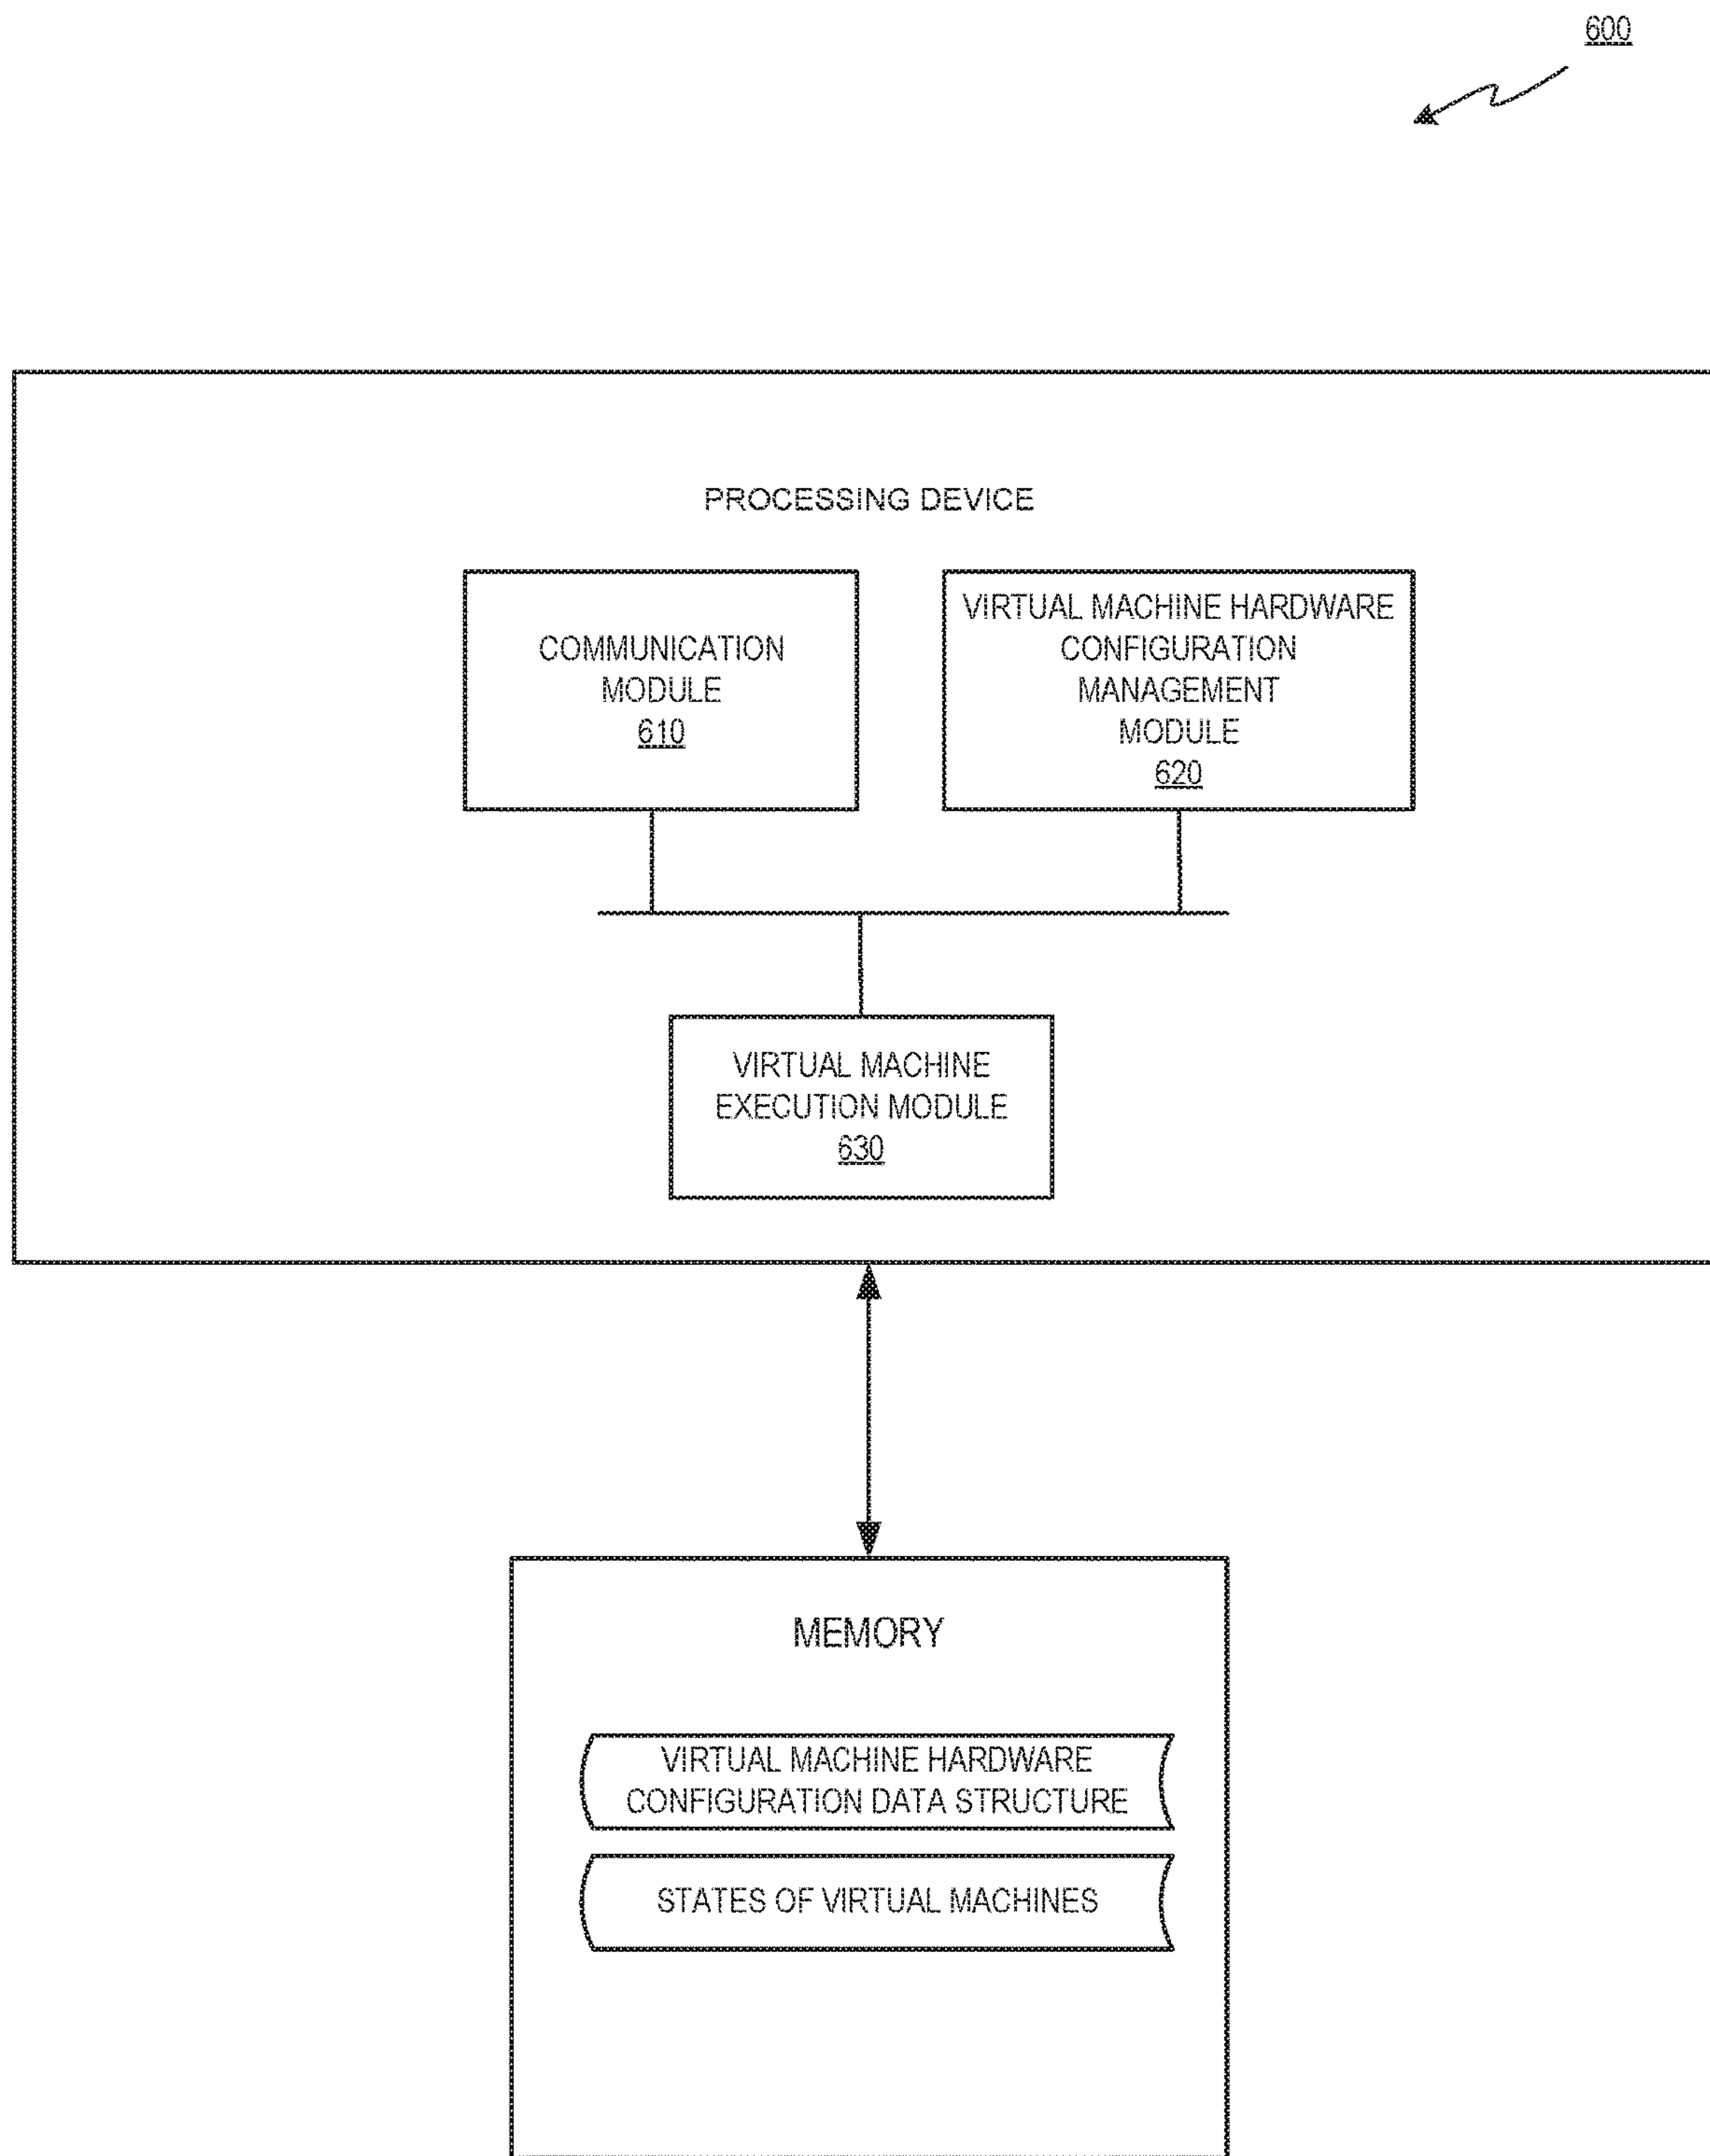 600
PROCESSING DEVICE
COMMUNICATION
MODULE
610
VIRTUAL MACHINE HARDWARE
CONFIGURATION
MANAGEMENT
MODULE
620
VIRTUAL MACHINE
EXECUTION MODULE
630
MEMORY
VIRTUAL MACHINE HARDWARE
CONFIGURATION DATA STRUCTURE
STATES OF VIRTUAL MACHINES